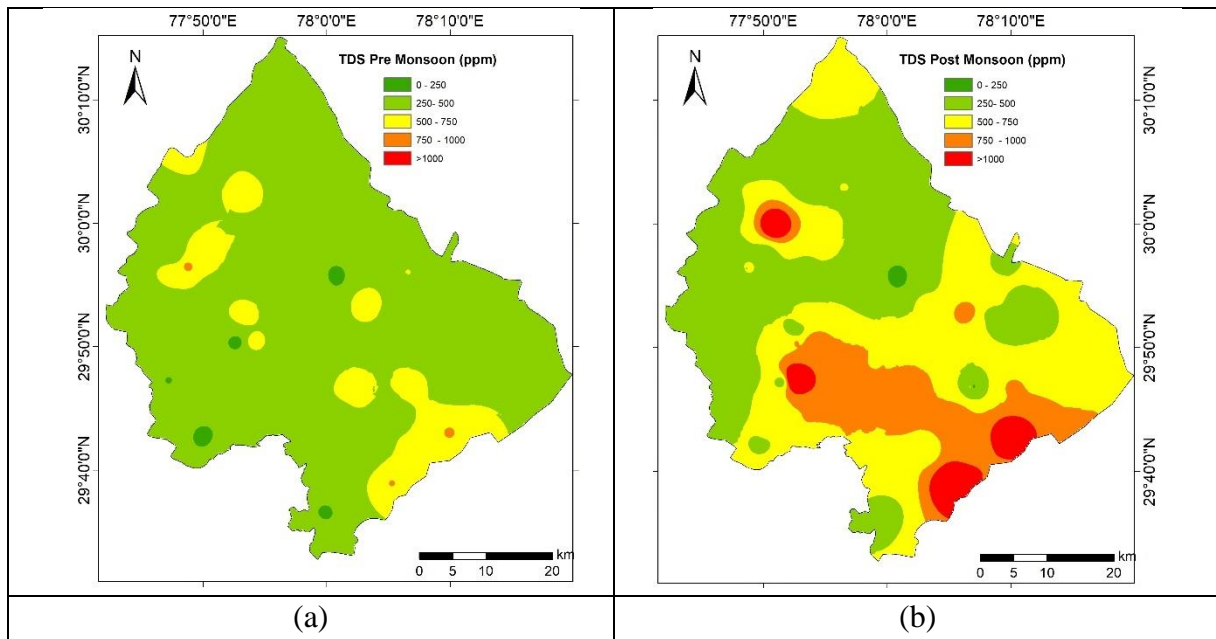 77°50'0"E 78°0'0"E 78°10'0"E
N
TDS Pre Monsoon (ppm)
0 - 250
250- 500
500 - 750
750 - 1000
>1000
30°10'0"N
30°0'0"N
29°50'0"N
29°40'0"N
km
0 5 10 20
(a)
77°50'0"E 78°0'0"E 78°10'0"E
N
TDS Post Monsoon (ppm)
0 - 250
250- 500
500 - 750
750 - 1000
>1000
30°10'0"N
30°0'0"N
29°50'0"N
29°40'0"N
km
0 5 10 20
(b)